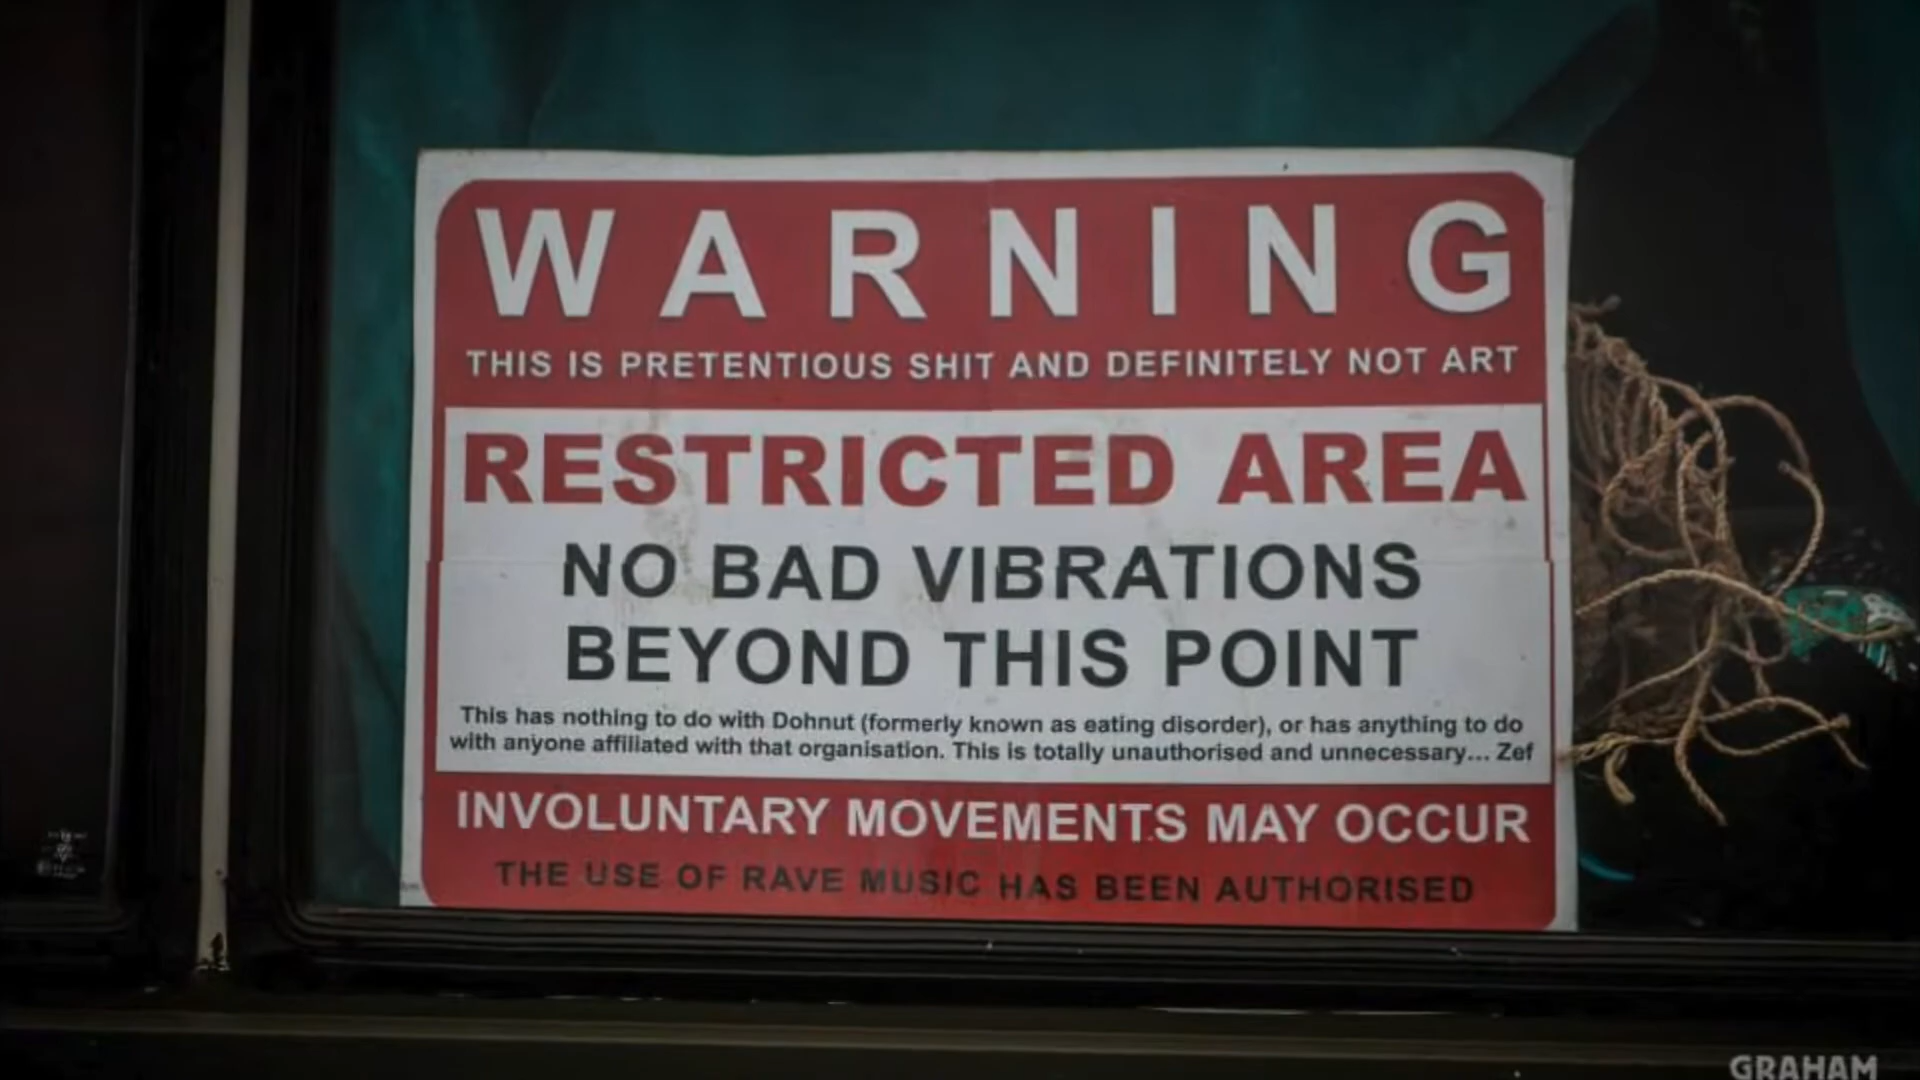 WARNING
THIS IS PRETENTIOUS SHIT AND DEFINITELY NOT ART
RESTRICTED AREA
NO BAD VIBRATIONS
BEYOND THIS POINT
This has nothing to do with Dohnut (formerly known as eating disorder), or has anything to do
with anyone affiliated with that organisation. This is totally unauthorised and unnecessary... Zef
INVOLUNTARY MOVEMENTS MAY OCCUR
THE USE OF RAVE MUSIC HAS BEEN AUTHORISED
GRAHAM